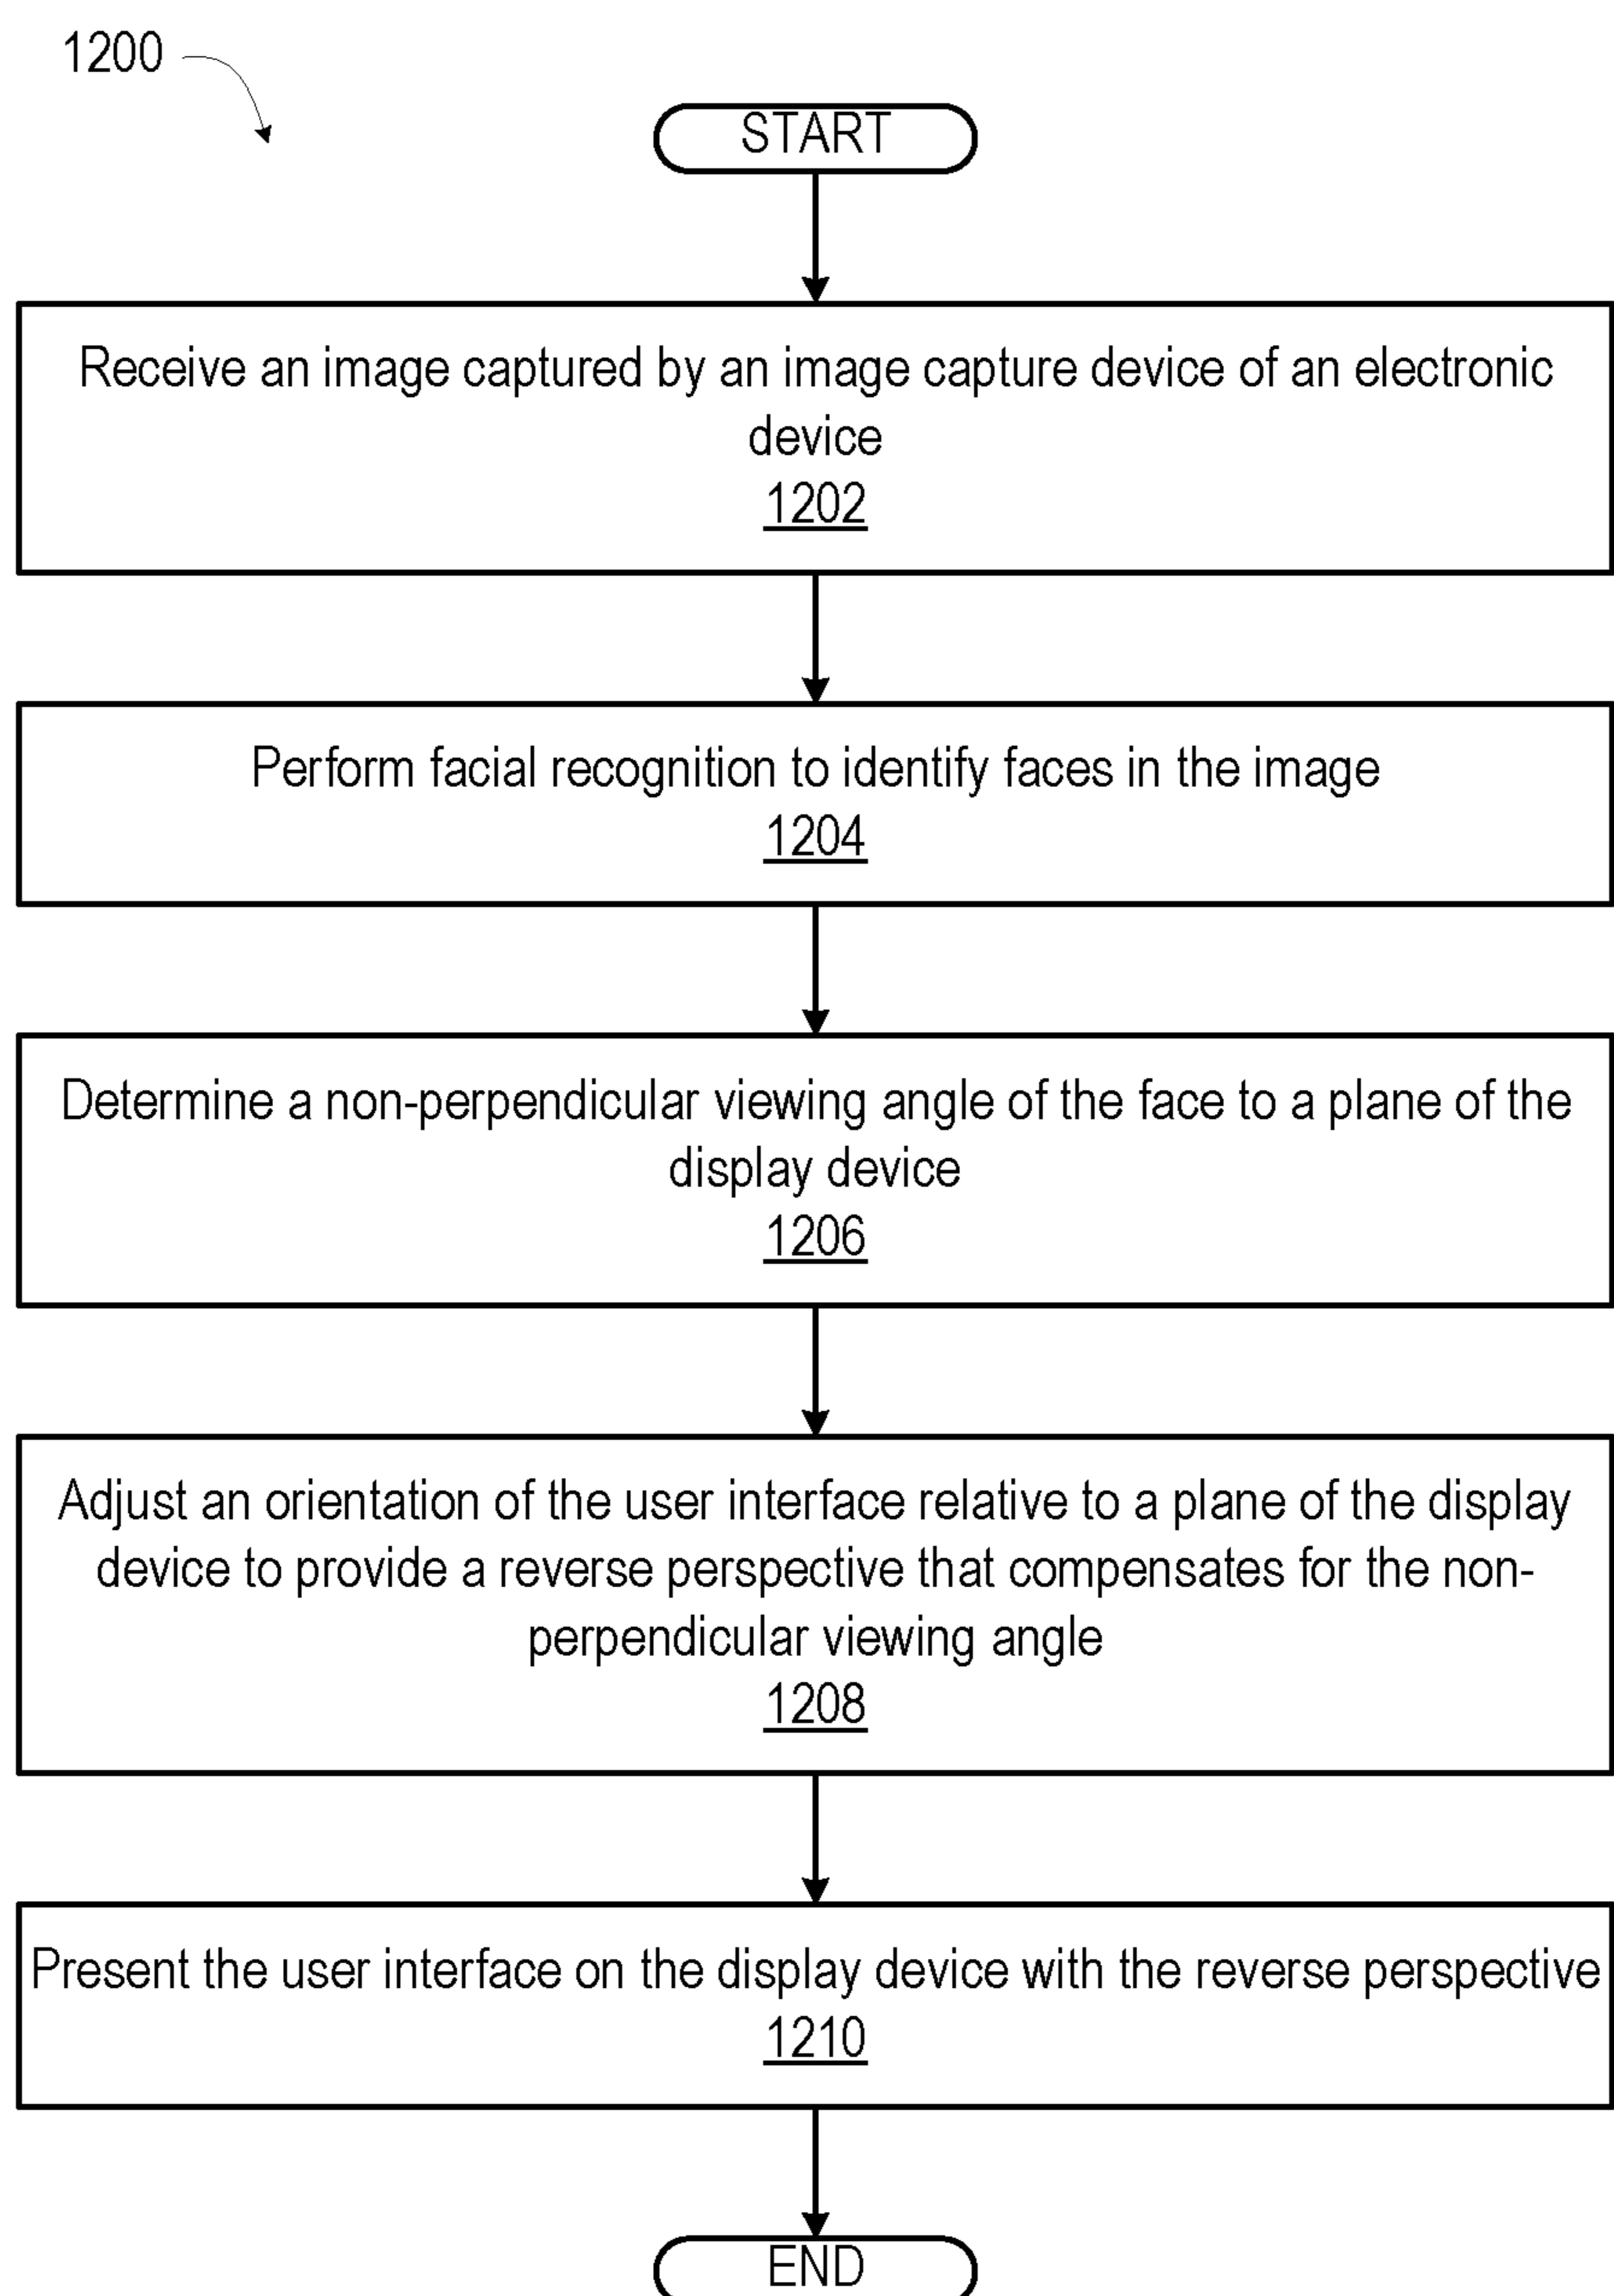 1200
START
Receive an image captured by an image capture device of an electronic
device
1202
Perform facial recognition to identify faces in the image
1204
Determine a non-perpendicular viewing angle of the face to a plane of the
display device
1206
Adjust an orientation of the user interface relative to a plane of the display
device to provide a reverse perspective that compensates for the non-
perpendicular viewing angle
1208
Present the user interface on the display device with the reverse perspective
1210
END